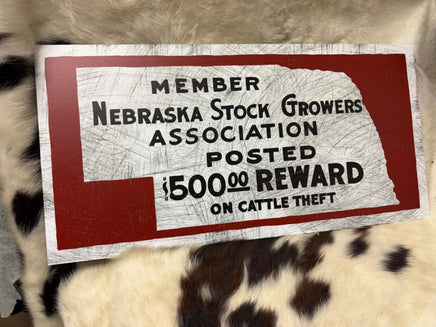 MEMBER
NEBRASKA STOCK GROWERS
ASSOCIATION
POSTED
$500.00 REWARD
ON CATTLE THEFT